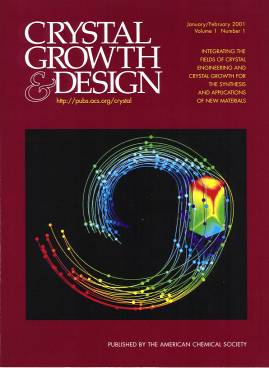 CRYSTAL
GROWTH
& DESIGN
http://pubs.acs.org/crystal
January/February 2001
Volume 1 Number 1
INTEGRATING THE
FIELDS OF CRYSTAL
ENGINEERING AND
CRYSTAL GROWTH FOR
THE SYNTHESIS
AND APPLICATIONS
OF NEW MATERIALS
PUBLISHED BY THE AMERICAN CHEMICAL SOCIETY